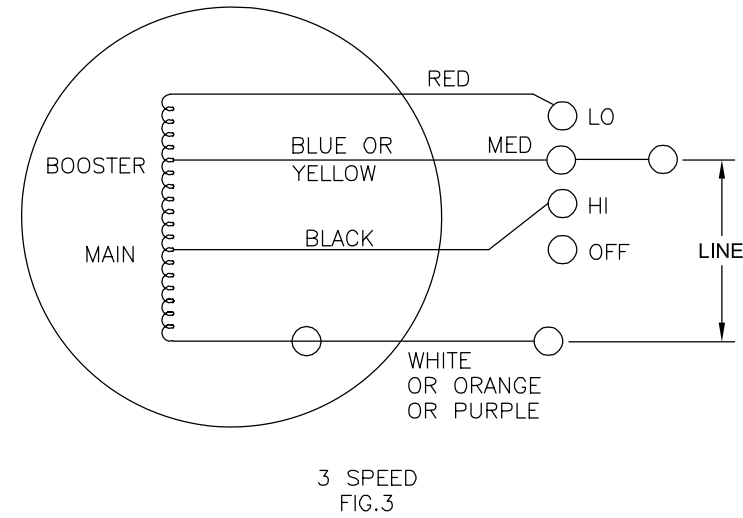 RED
LO
BLUE OR
YELLOW
MED
BOOSTER
HI
BLACK
MAIN
OFF
LINE
WHITE
OR ORANGE
OR PURPLE
3 SPEED
FIG.3